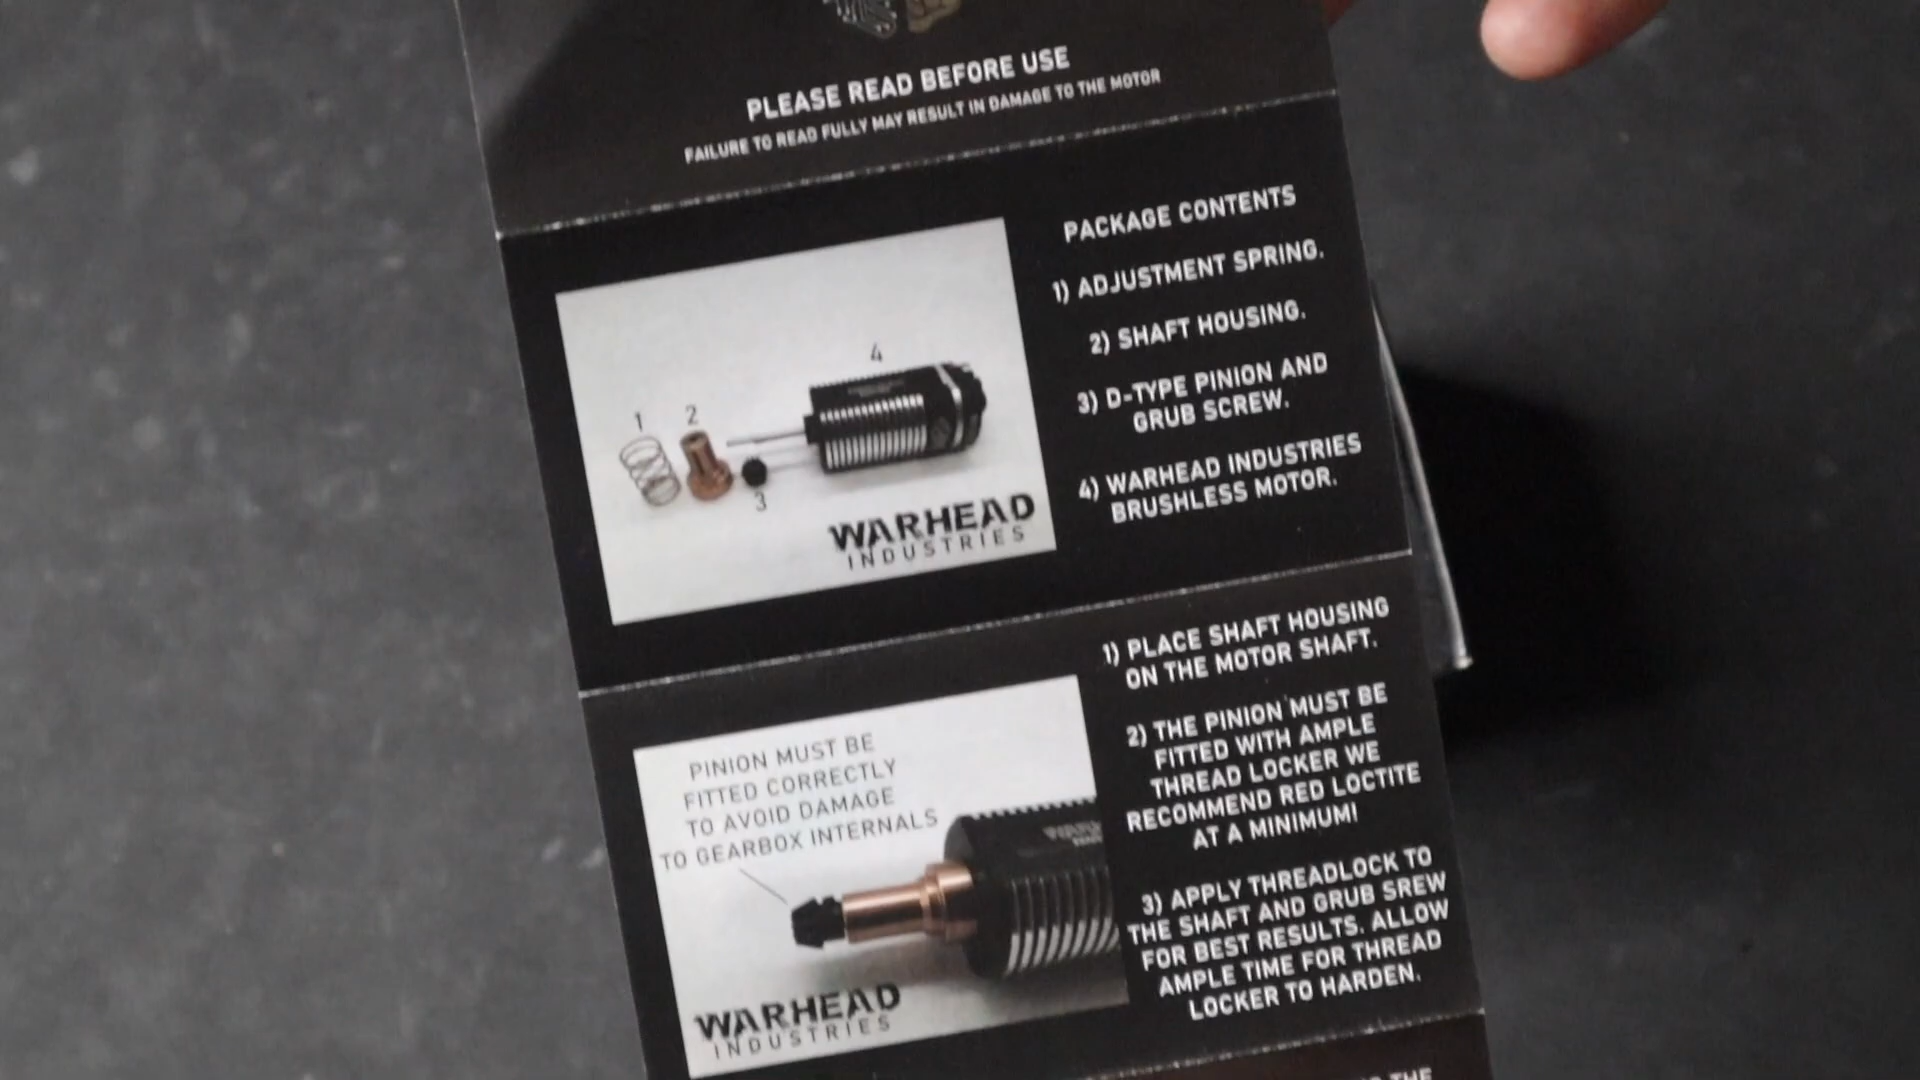 PLEASE READ BEFORE USE
FAILURE TO READ FULLY MAY RESULT IN DAMAGE TO THE MOTOR
PACKAGE CONTENTS
1) ADJUSTMENT SPRING.
2) SHAFT HOUSING.
3) D-TYPE PINION AND
GRUB SCREW.
4) WARHEAD INDUSTRIES
BRUSHLESS MOTOR.
1
2
3
4
WARHEAD
INDUSTRIES
1) PLACE SHAFT HOUSING
ON THE MOTOR SHAFT.
2) THE PINION MUST BE
FITTED WITH AMPLE
THREAD LOCKER WE
RECOMMEND RED LOCTITE
AT A MINIMUM!
3) APPLY THREADLOCK TO
THE SHAFT AND GRUB SREW
FOR BEST RESULTS. ALLOW
AMPLE TIME FOR THREAD
LOCKER TO HARDEN.
PINION MUST BE
FITTED CORRECTLY
TO AVOID DAMAGE
TO GEARBOX INTERNALS
WARHEAD
INDUSTRIES
THE